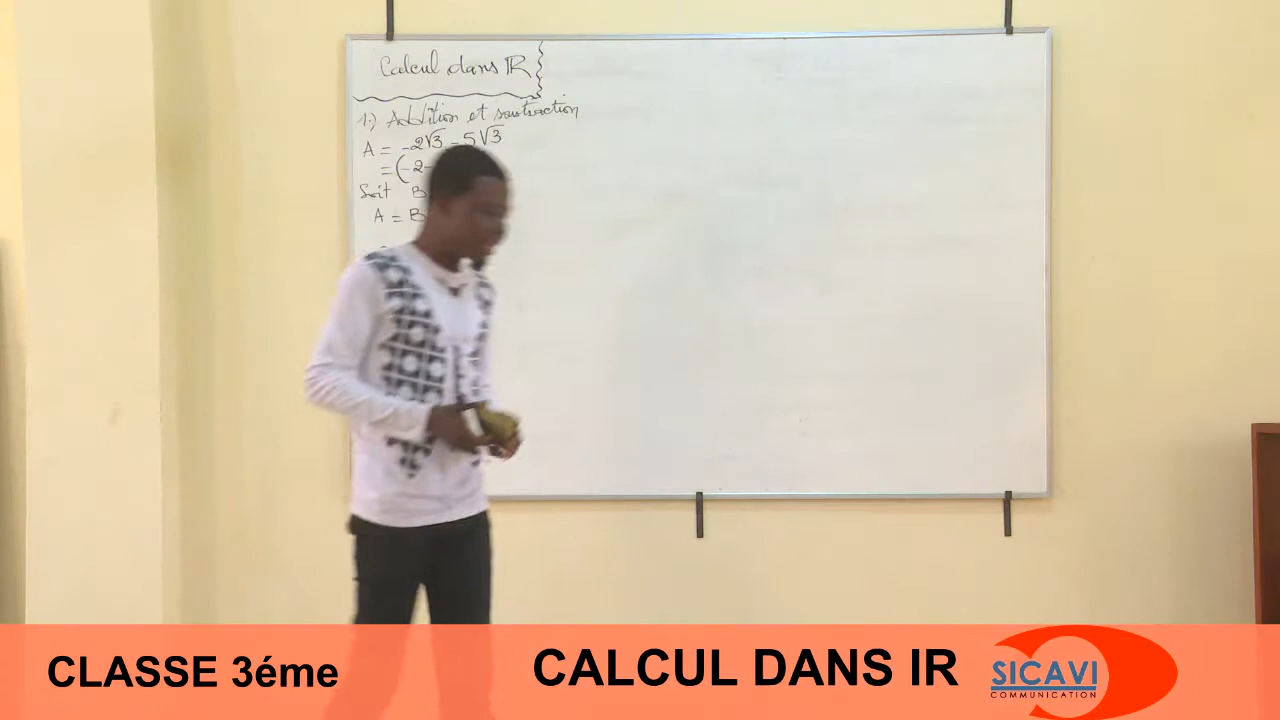 Calcul dans IR
1.) Addition et soustraction
A = -2√3 - 5√3
= (-2-
Soit B
A = B
CLASSE 3éme
CALCUL DANS IR
SICAVI
COMMUNICATION